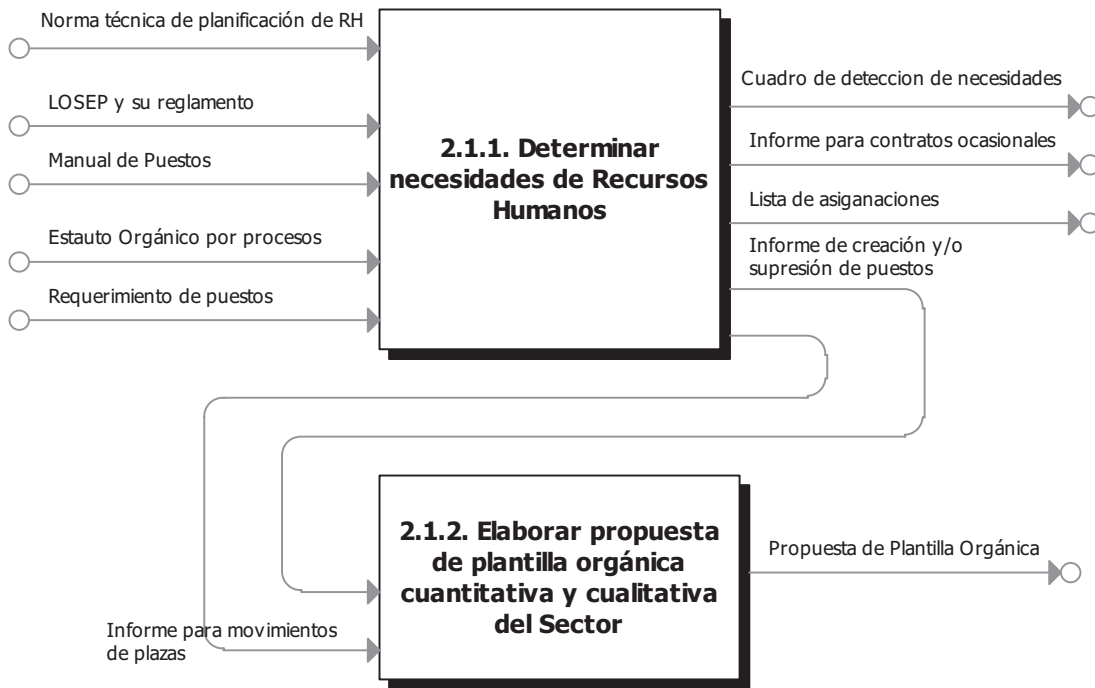 Norma técnica de planificación de RH
LOSEP y su reglamento
Manual de Puestos
Estauto Orgánico por procesos
Requerimiento de puestos
2.1.1. Determinar
necesidades de Recursos
Humanos
Cuadro de deteccion de necesidades
Informe para contratos ocasionales
Lista de asiganaciones
Informe de creación y/o
supresión de puestos
2.1.2. Elaborar propuesta
de plantilla orgánica
cuantitativa y cualitativa
del Sector
Propuesta de Plantilla Orgánica
Informe para movimientos
de plazas